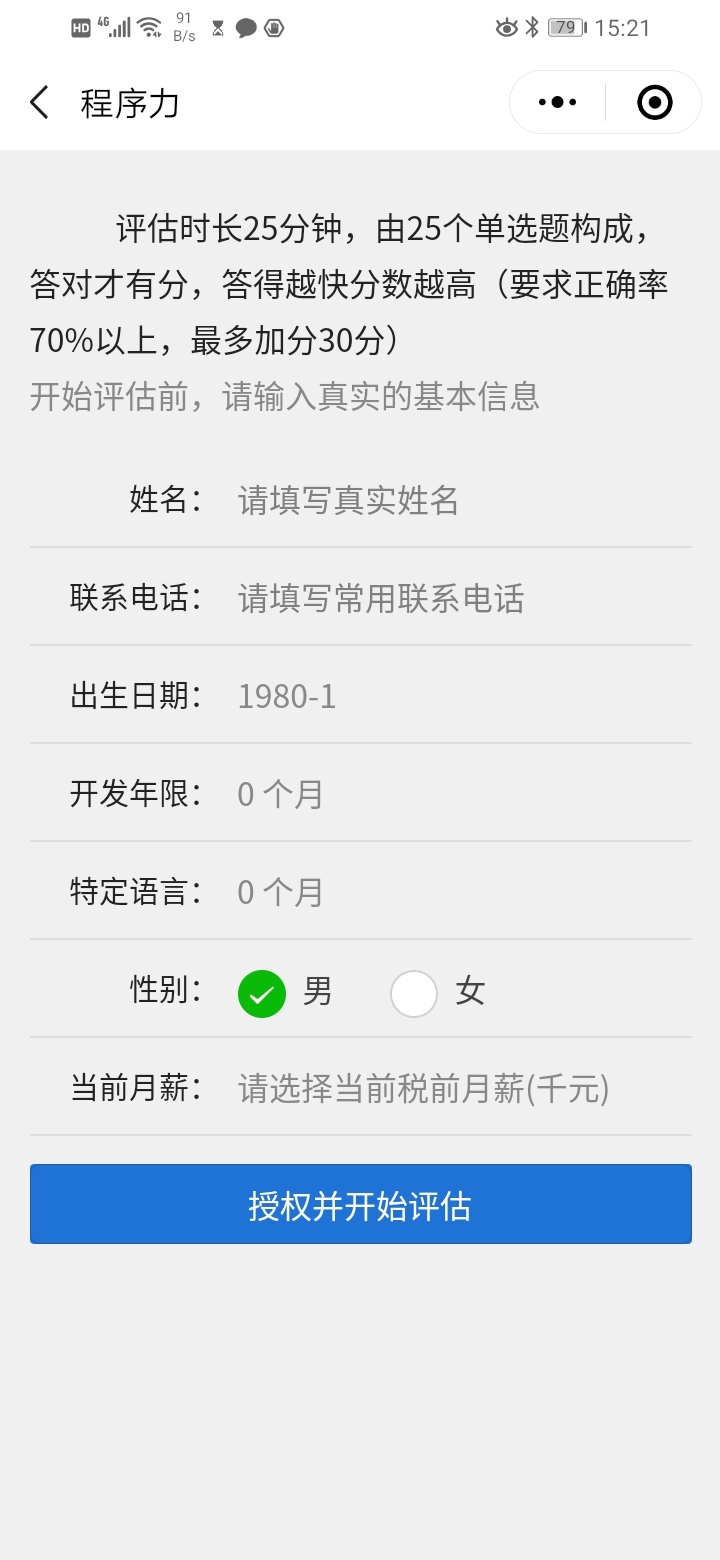 HD 4G 91 B/s 79 15:21
程序力
评估时长25分钟，由25个单选题构成，
答对才有分，答得越快分数越高（要求正确率
70%以上，最多加分30分）
开始评估前，请输入真实的基本信息
姓名： 请填写真实姓名
联系电话： 请填写常用联系电话
出生日期： 1980-1
开发年限： 0 个月
特定语言： 0 个月
性别： 男 女
当前月薪： 请选择当前税前月薪(千元)
授权并开始评估